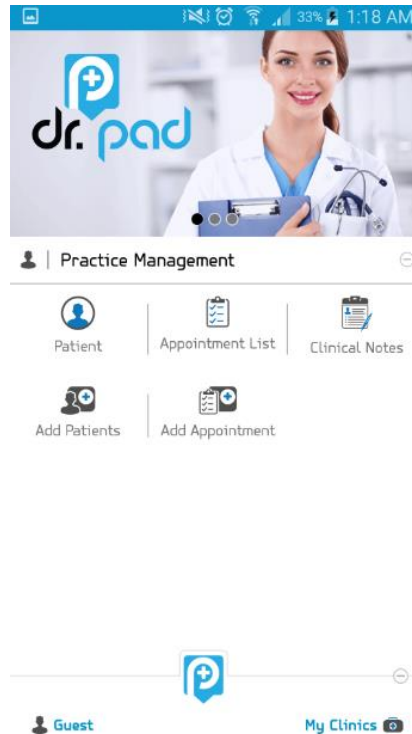 33% 1:18 AM
dr. pad
Practice Management
Patient
Appointment List
Clinical Notes
Add Patients
Add Appointment
Guest
My Clinics